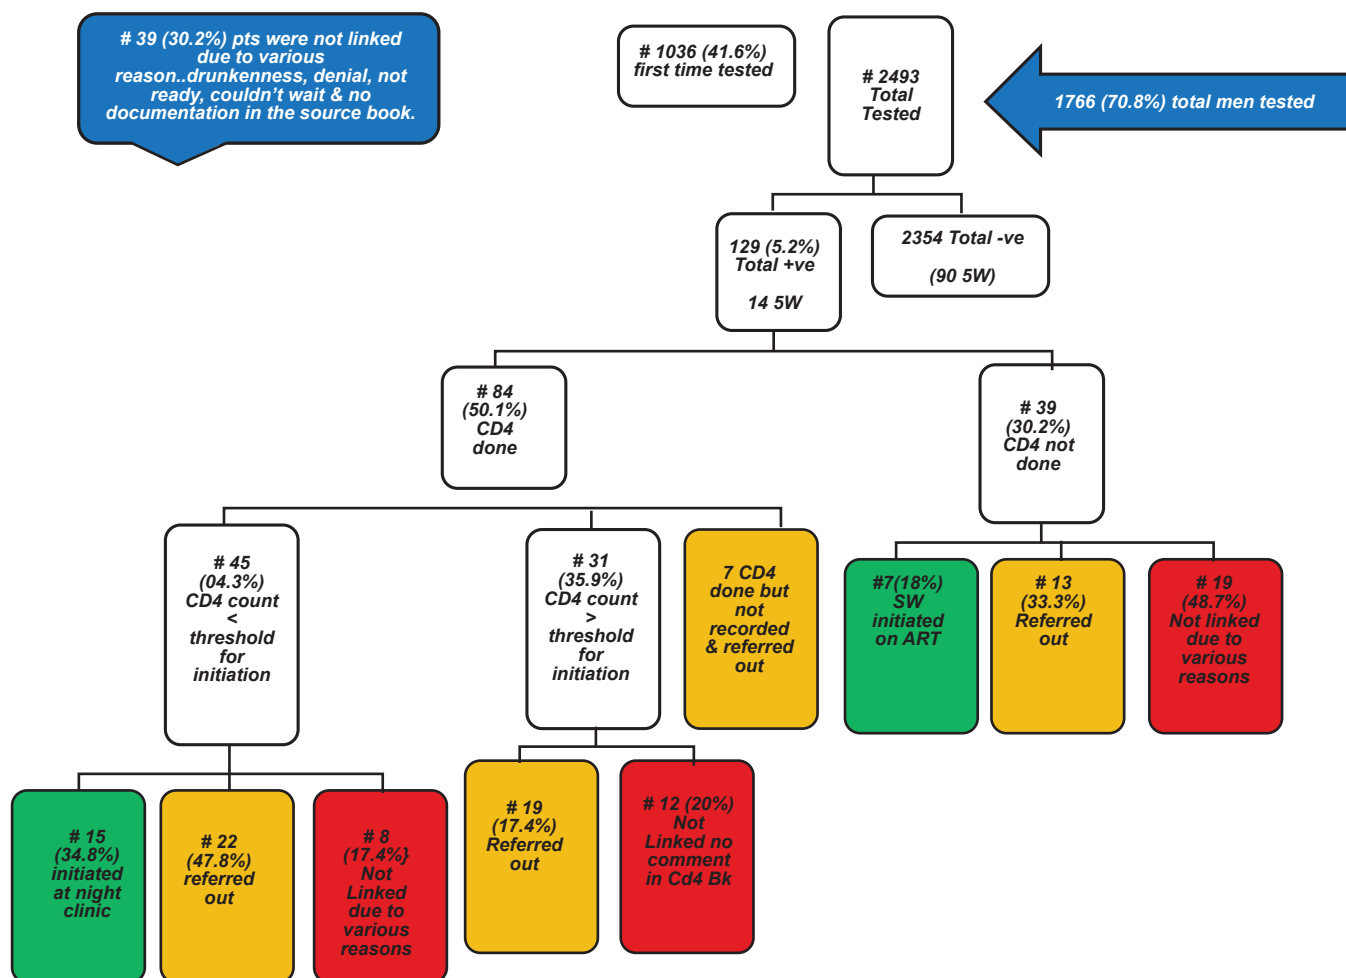 # 39 (30.2%) pts were not linked
due to various
reason..drunkenness, denial, not
ready, couldn't wait & no
documentation in the source book.
# 1036 (41.6%)
first time tested
# 2493
Total
Tested
1766 (70.8%) total men tested
129 (5.2%)
Total +ve
14 5W
2354 Total -ve
(90 5W)
# 84
(50.1%)
CD4
done
# 39
(30.2%)
CD4 not
done
# 45
(04.3%)
CD4 count
<
threshold
for
initiation
# 31
(35.9%)
CD4 count
>
threshold
for
initiation
7 CD4
done but
not
recorded
& referred
out
#7(18%)
SW
initiated
on ART
# 13
(33.3%)
Referred
out
# 19
(48.7%)
Not linked
due to
various
reasons
# 15
(34.8%)
initiated
at night
clinic
# 22
(47.8%)
referred
out
# 8
(17.4%}
Not
Linked
due to
various
reasons
# 19
(17.4%)
Referred
out
# 12 (20%)
Not
Linked no
comment
in Cd4 Bk